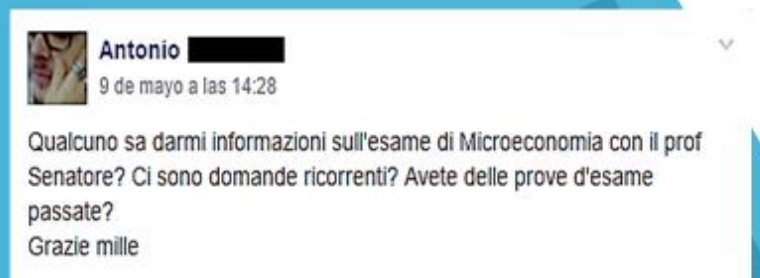 Antonio
9 de mayo a las 14:28
Qualcuno sa darmi informazioni sull'esame di Microeconomia con il prof
Senatore? Ci sono domande ricorrenti? Avete delle prove d'esame
passate?
Grazie mille